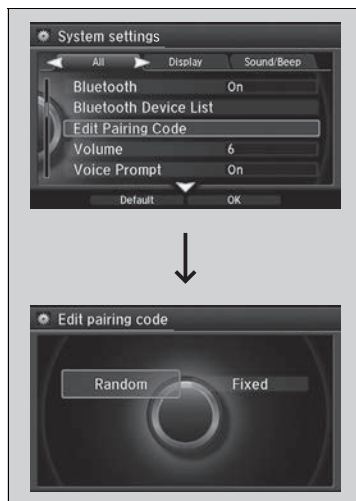 System settings
All Display Sound/Beep
Bluetooth On
Bluetooth Device List
Edit Pairing Code
Volume 6
Voice Prompt On
Default OK
Edit pairing code
Random Fixed